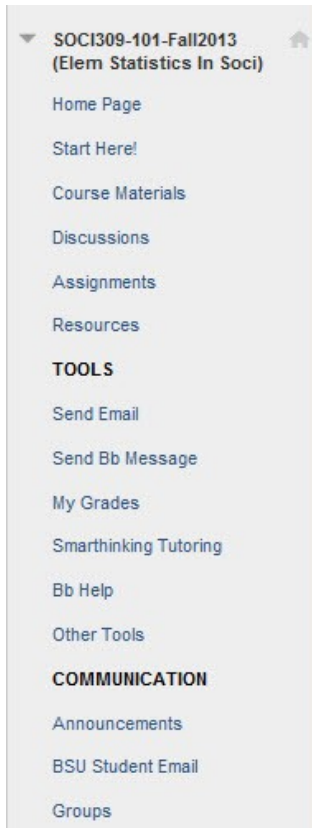 SOCI309-101-Fall2013
(Elem Statistics In Soci)
Home Page
Start Here!
Course Materials
Discussions
Assignments
Resources
TOOLS
Send Email
Send Bb Message
My Grades
Smarthinking Tutoring
Bb Help
Other Tools
COMMUNICATION
Announcements
BSU Student Email
Groups